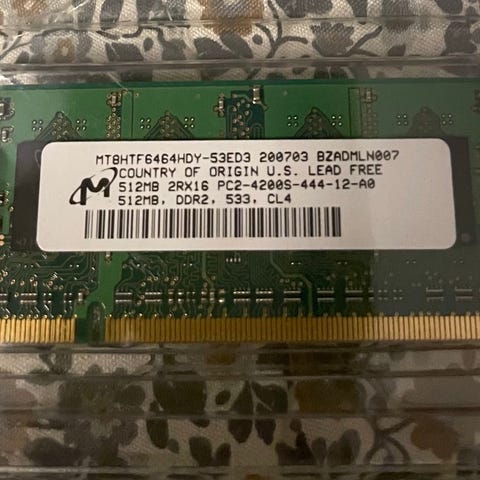 MT8HTF6464HDY-53ED3 200703 BZADMLN007
COUNTRY OF ORIGIN U.S. LEAD FREE
512MB 2RX16 PC2-4200S-444-12-A0
512MB, DDR2, 533, CL4